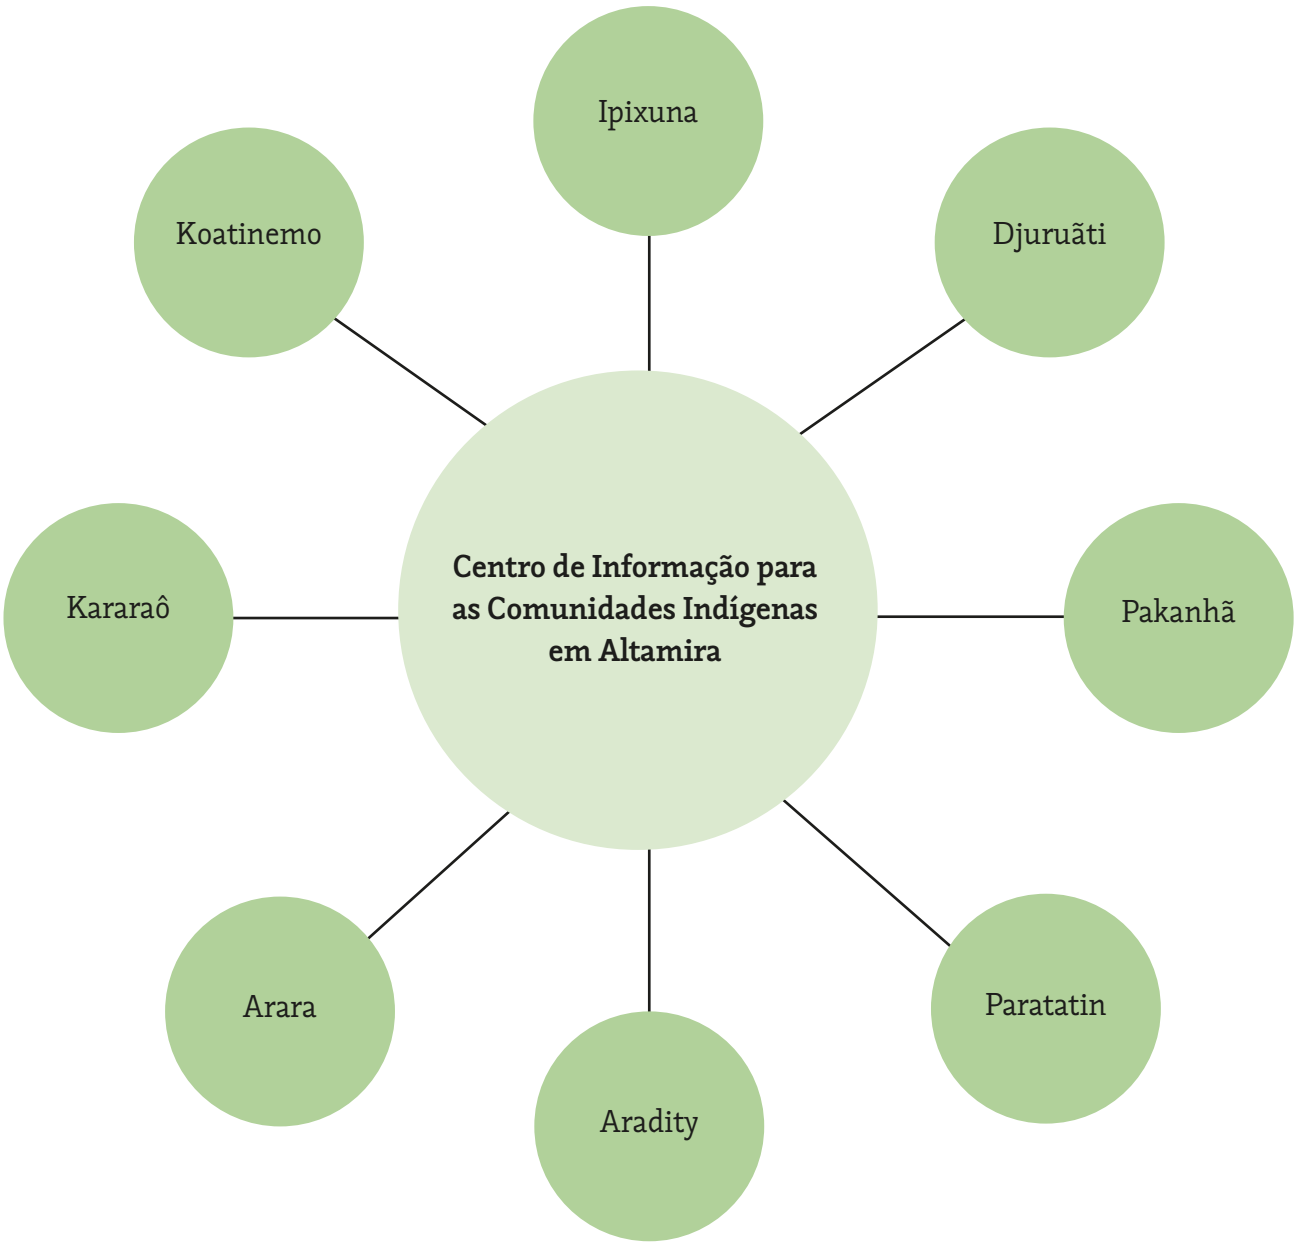 Ipixuna
Koatinemo
Djuruãti
Centro de Informação para
as Comunidades Indígenas
em Altamira
Kararaô
Pakanhã
Arara
Paratatin
Aradity